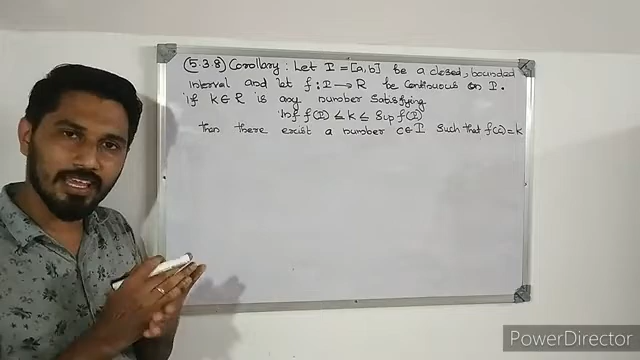 (5.3.8) Corollary : Let I = [a,b] be a closed, bounded
interval and let f : I → R be continuous on I.
if k ∈ R is any number satisfying
Inf f(I) ≤ k ≤ Sup f(I)
Then there exist a number c ∈ I such that f(c) = k
PowerDirector